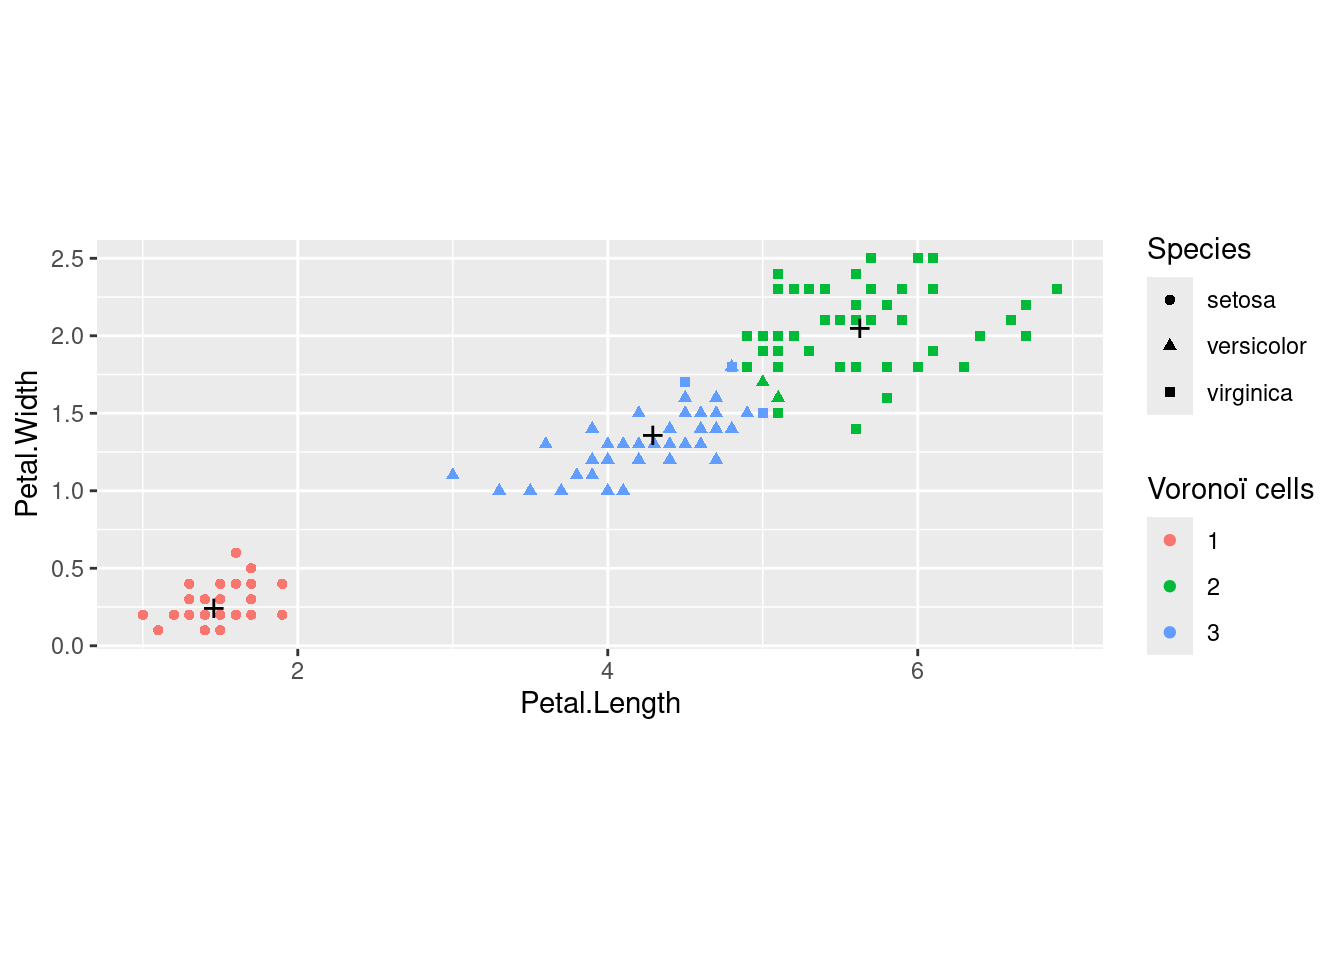 2.5
2.0
1.5
1.0
0.5
0.0
2
4
6
Petal.Length
Petal.Width
Species
setosa
versicolor
virginica
Voronoï cells
1
2
3